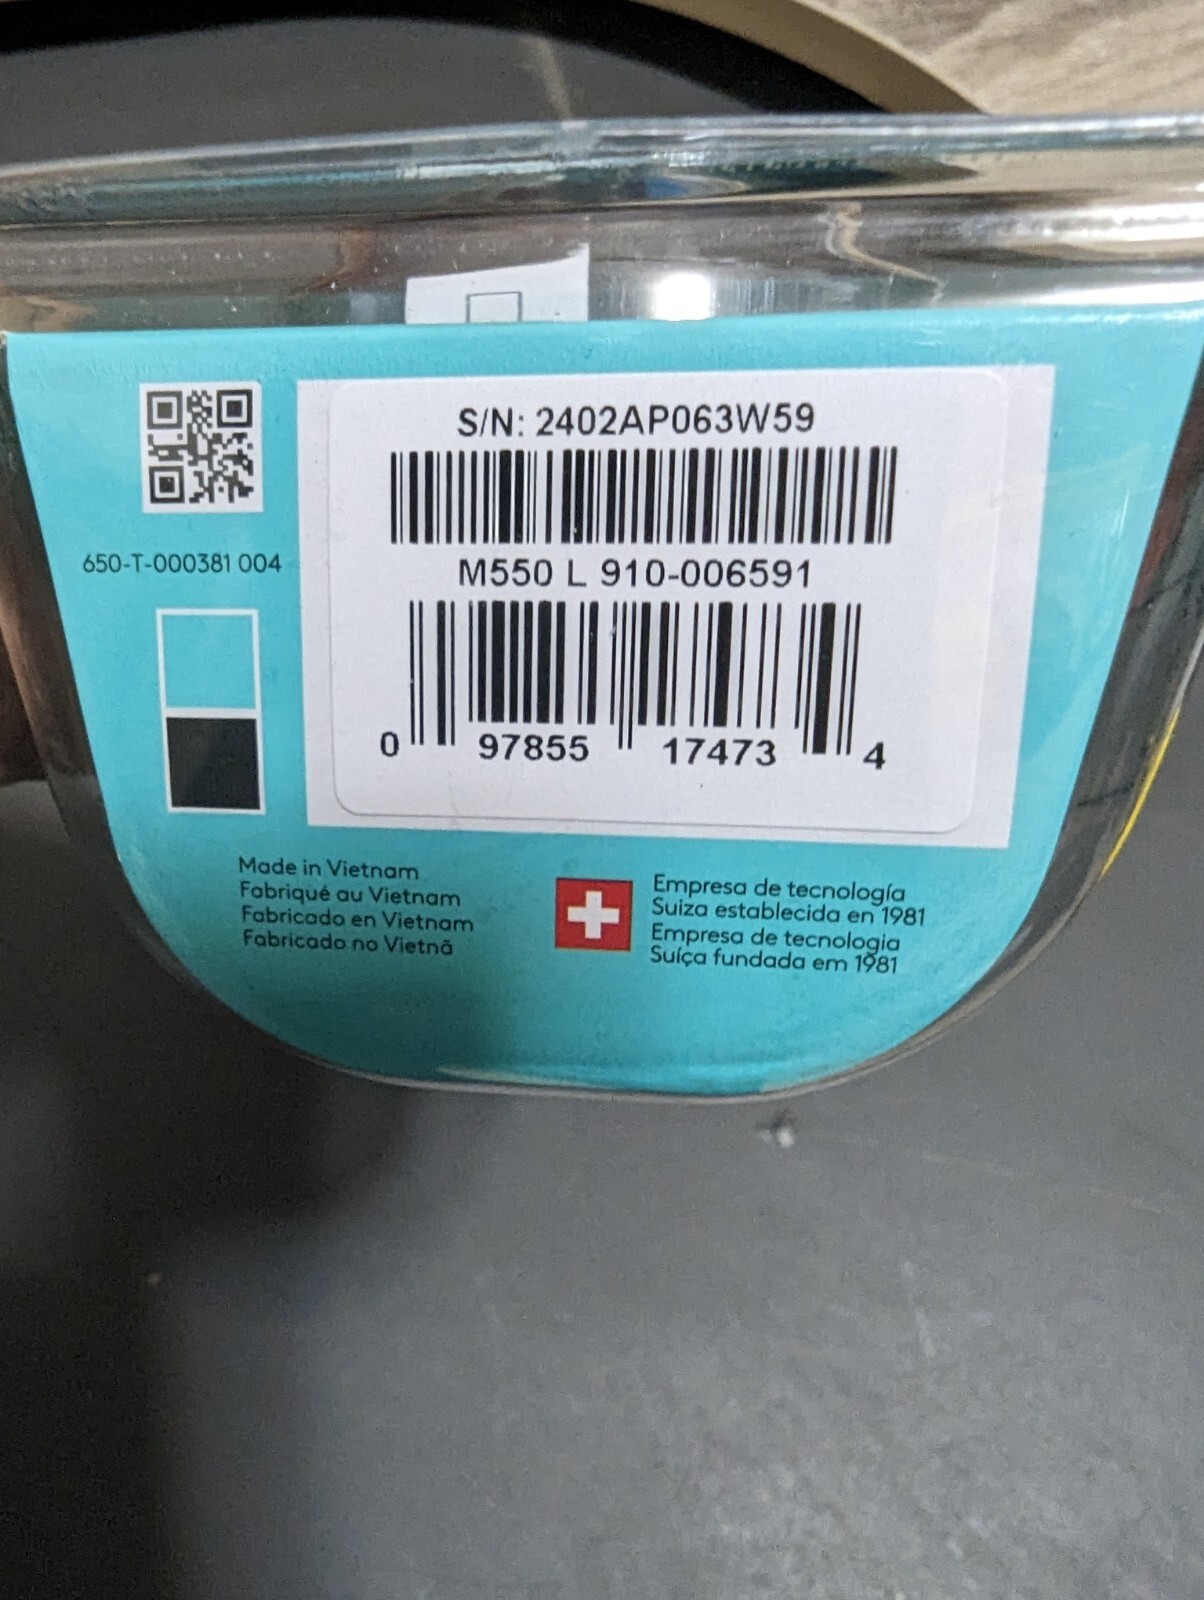 S/N: 2402AP063W59
650-T-000381 004
M550 L 910-006591
0 97855 17473 4
Made in Vietnam
Fabriqué au Vietnam
Fabricado en Vietnam
Fabricado no Vietnã
Empresa de tecnología
Suiza establecida en 1981
Empresa de tecnologia
Suíça fundada em 1981